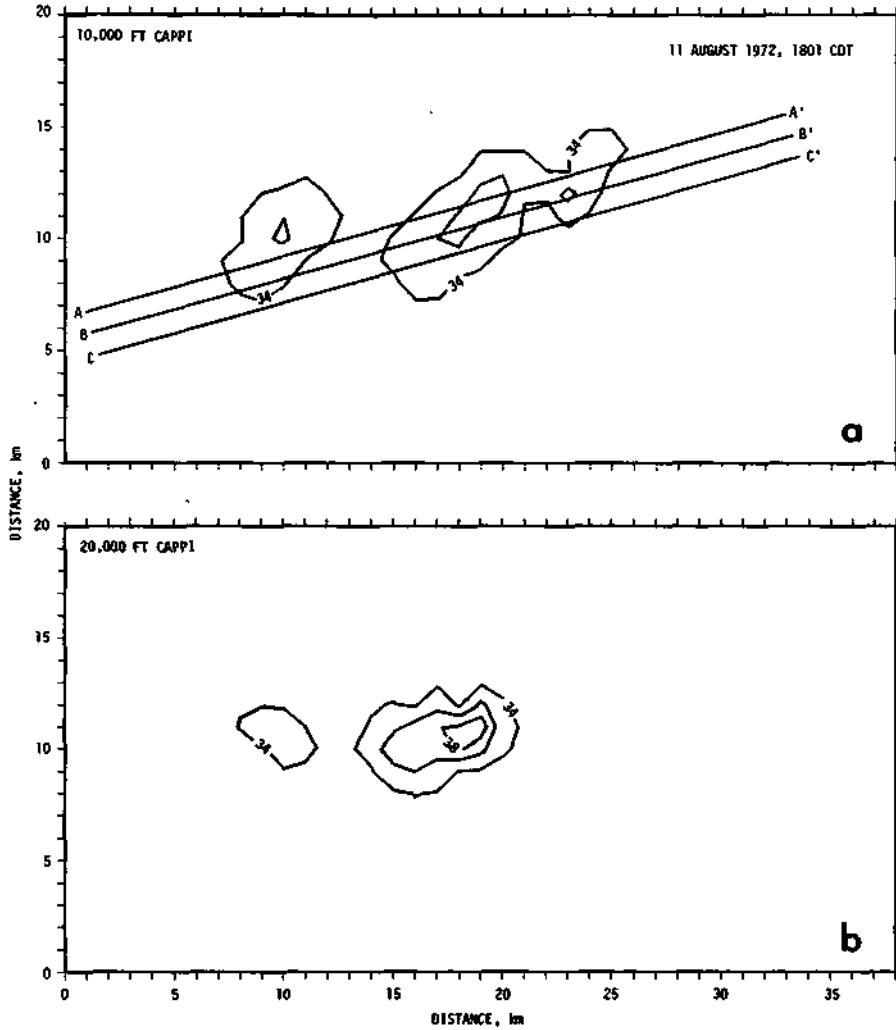 20
10,000 FT CAPPI
11 AUGUST 1972, 1801 CDT
15
34
A'
B'
C'
10
34
34
A
B
5
C
a
0
DISTANCE, km
20
20,000 FT CAPPI
15
34
34
38
10
5
b
0
0 5 10 15 20 25 30 35
DISTANCE, km